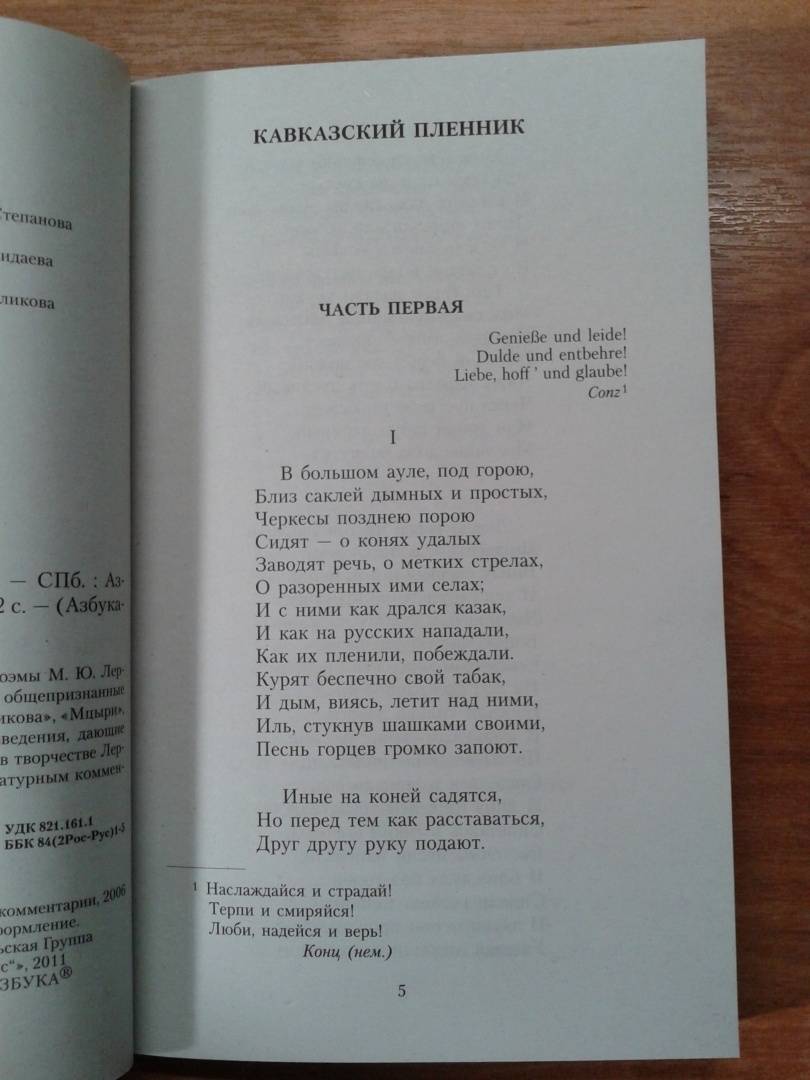 Степанова
идаева
ликова
— СПб. : Аз-
2 с. — (Азбука-
оэмы М. Ю. Лер-
общепризнанные
икова», «Мцыри»,
ведения, дающие
в творчестве Лер-
атурным коммен-
УДК 821.161.1
ББК 84(2Рос-Рус)1-5
комментарии, 2006
формление.
ьская Группа
с“», 2011
ЗБУКА®
КАВКАЗСКИЙ ПЛЕННИК
ЧАСТЬ ПЕРВАЯ
Genieße und leide!
Dulde und entbehre!
Liebe, hoff ’ und glaube!
Conz¹
I
В большом ауле, под горою,
Близ саклей дымных и простых,
Черкесы позднею порою
Сидят — о конях удалых
Заводят речь, о метких стрелах,
О разоренных ими селах;
И с ними как дрался казак,
И как на русских нападали,
Как их пленили, побеждали.
Курят беспечно свой табак,
И дым, виясь, летит над ними,
Иль, стукнув шашками своими,
Песнь горцев громко запоют.
Иные на коней садятся,
Но перед тем как расставаться,
Друг другу руку подают.
¹ Наслаждайся и страдай!
Терпи и смиряйся!
Люби, надейся и верь!
Конц (нем.)
5